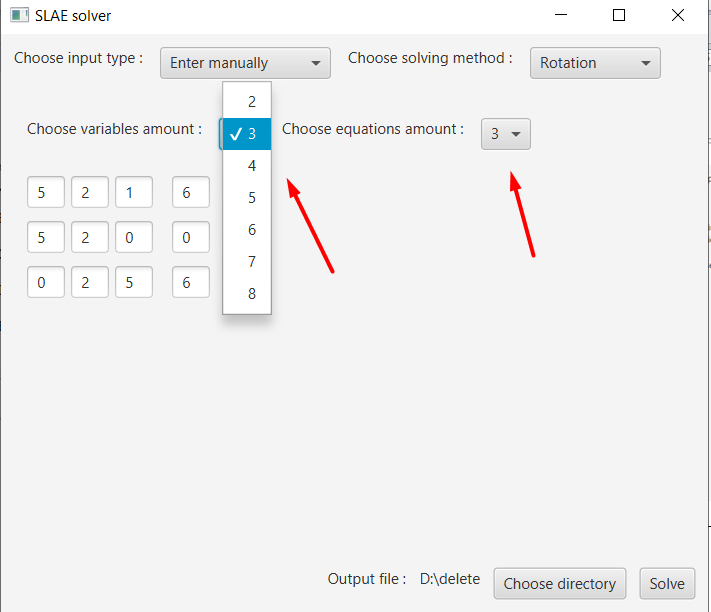 SLAE solver
Choose input type : Enter manually Choose solving method : Rotation
2
Choose variables amount : ✓ 3 Choose equations amount : 3
4
5 2 1 6 5
5 2 0 0 6
7
0 2 5 6 8
Output file : D:\delete Choose directory Solve